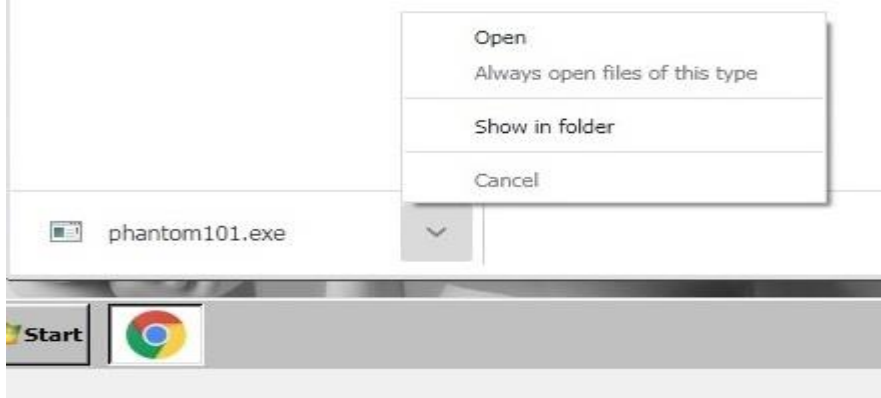 Open
Always open files of this type
Show in folder
Cancel
phantom101.exe
Start